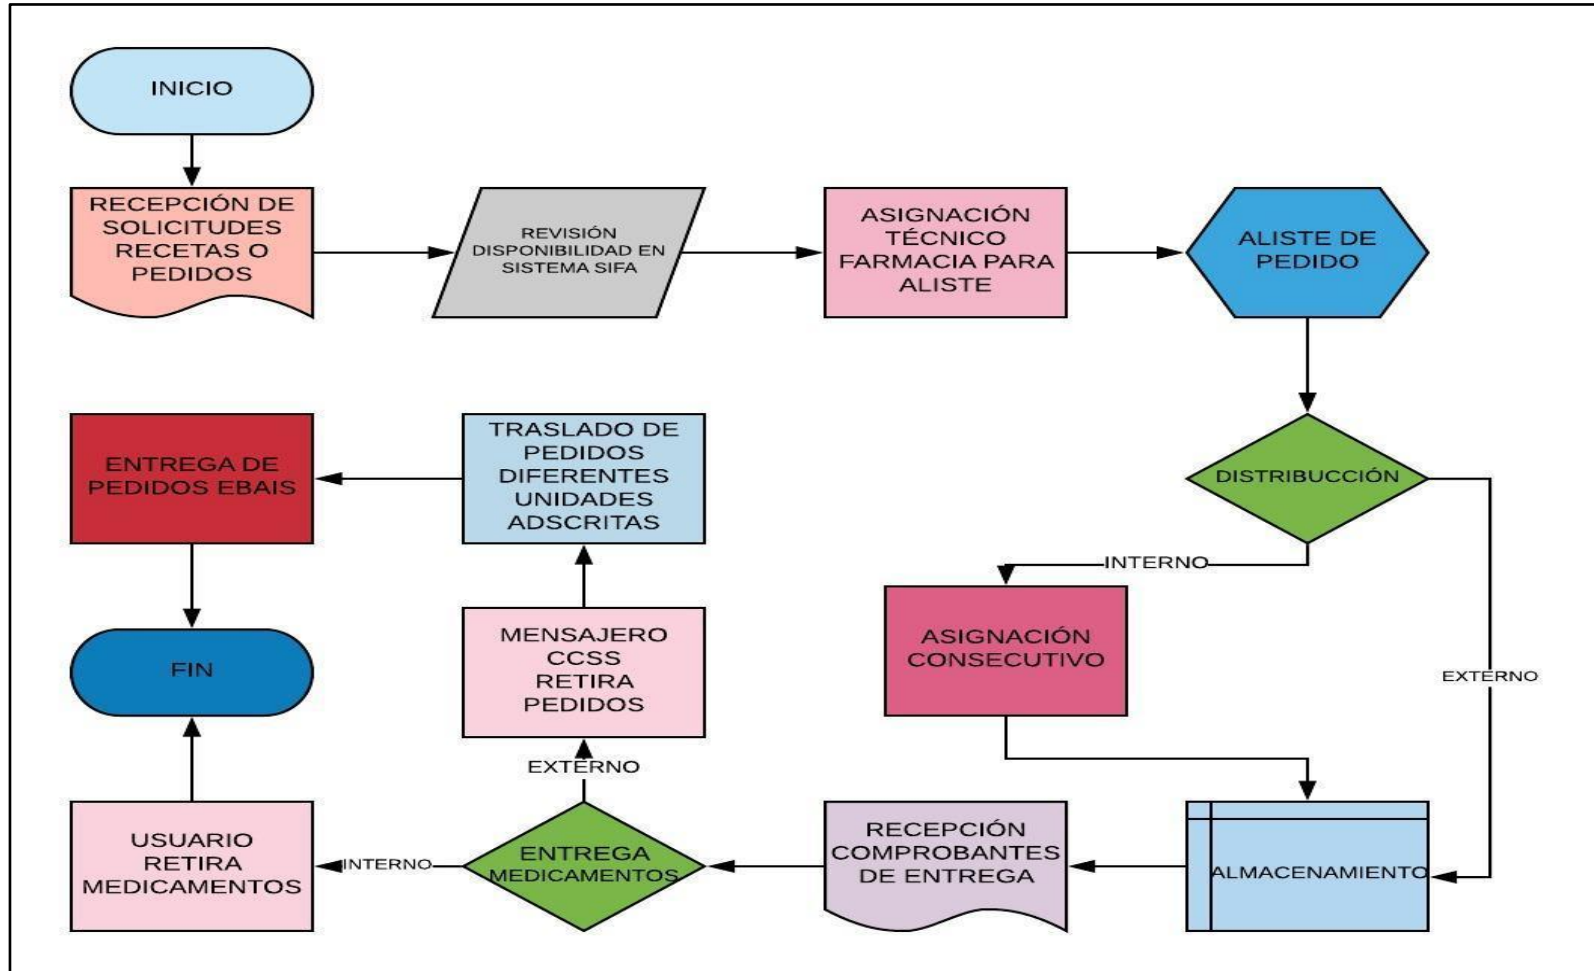 INICIO
RECEPCIÓN DE
SOLICITUDES
RECETAS O
PEDIDOS
REVISIÓN
DISPONIBILIDAD EN
SISTEMA SIFA
ASIGNACIÓN
TÉCNICO
FARMACIA PARA
ALISTE
ALISTE DE
PEDIDO
DISTRIBUCCIÓN
INTERNO
EXTERNO
ASIGNACIÓN
CONSECUTIVO
ALMACENAMIENTO
RECEPCIÓN
COMPROBANTES
DE ENTREGA
ENTREGA
MEDICAMENTOS
EXTERNO
INTERNO
MENSAJERO
CCSS
RETIRA
PEDIDOS
TRASLADO DE
PEDIDOS
DIFERENTES
UNIDADES
ADSCRITAS
ENTREGA DE
PEDIDOS EBAIS
USUARIO
RETIRA
MEDICAMENTOS
FIN